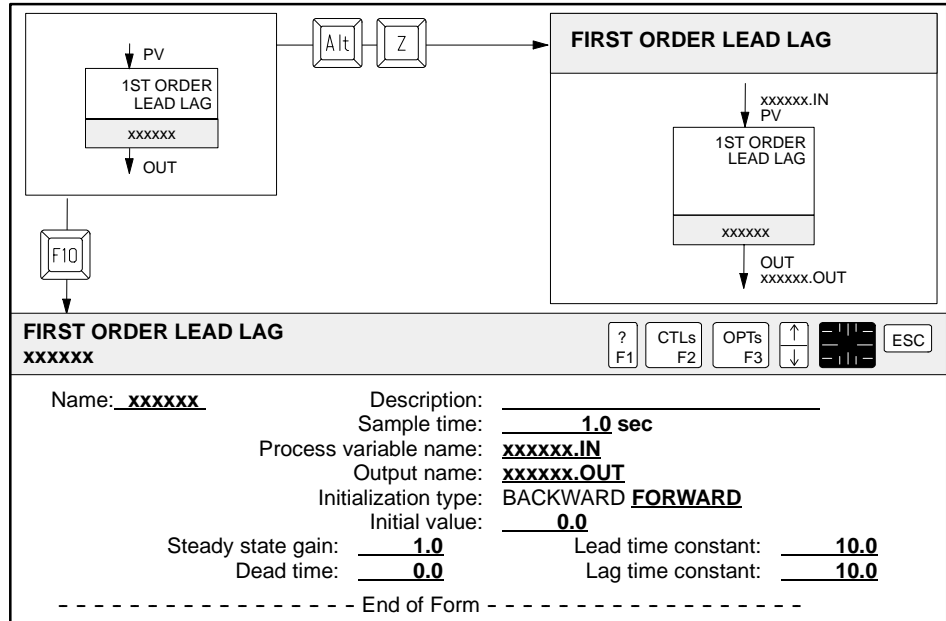 PV
1ST ORDER
LEAD LAG
xxxxxx
OUT
Alt
Z
FIRST ORDER LEAD LAG
xxxxxx.IN
PV
1ST ORDER
LEAD LAG
xxxxxx
OUT
xxxxxx.OUT
F10
FIRST ORDER LEAD LAG
xxxxxx
? F1
CTLs F2
OPTs F3
↑ ↓
ESC
Name: xxxxxx Description:
Sample time: 1.0 sec
Process variable name: xxxxxx.IN
Output name: xxxxxx.OUT
Initialization type: BACKWARD FORWARD
Initial value: 0.0
Steady state gain: 1.0 Lead time constant: 10.0
Dead time: 0.0 Lag time constant: 10.0
- - - - - - - - - - - - - - - - - End of Form - - - - - - - - - - - - - - - - - -